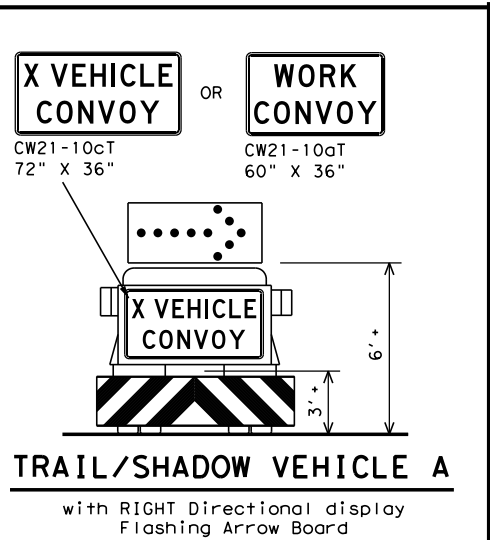 X VEHICLE
CONVOY
OR
WORK
CONVOY
CW21-10cT
72" X 36"
CW21-10aT
60" X 36"
X VEHICLE
CONVOY
6'+
3'+
TRAIL/SHADOW VEHICLE A
with RIGHT Directional display
Flashing Arrow Board